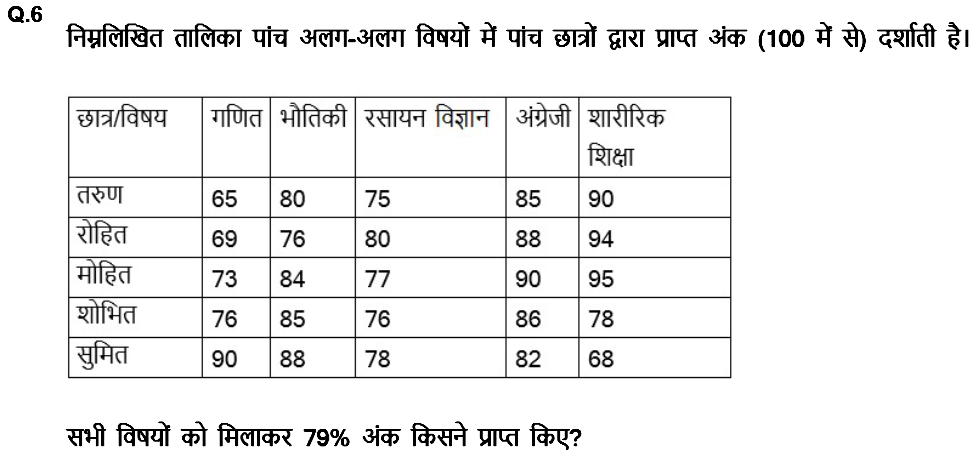 Q.6
निम्नलिखित तालिका पांच अलग-अलग विषयों में पांच छात्रों द्वारा प्राप्त अंक (100 में से) दर्शाती है।
छात्र/विषय गणित भौतिकी रसायन विज्ञान अंग्रेजी शारीरिक
शिक्षा
तरुण 65 80 75 85 90
रोहित 69 76 80 88 94
मोहित 73 84 77 90 95
शोभित 76 85 76 86 78
सुमित 90 88 78 82 68
सभी विषयों को मिलाकर 79% अंक किसने प्राप्त किए?